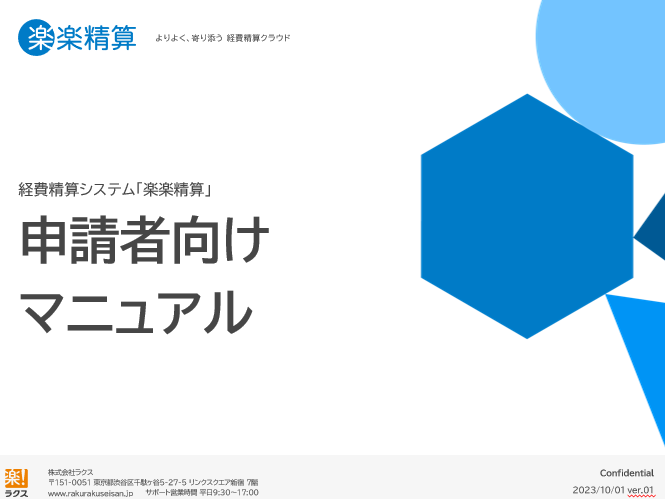 楽楽精算
よりよく、寄り添う 経費精算クラウド
経費精算システム「楽楽精算」
申請者向け
マニュアル
楽!
ラクス
株式会社ラクス
〒151-0051 東京都渋谷区千駄ヶ谷5-27-5 リンクスクエア新宿 7階
www.rakurakuseisan.jp サポート営業時間 平日9:30~17:00
Confidential
2023/10/01 ver.01